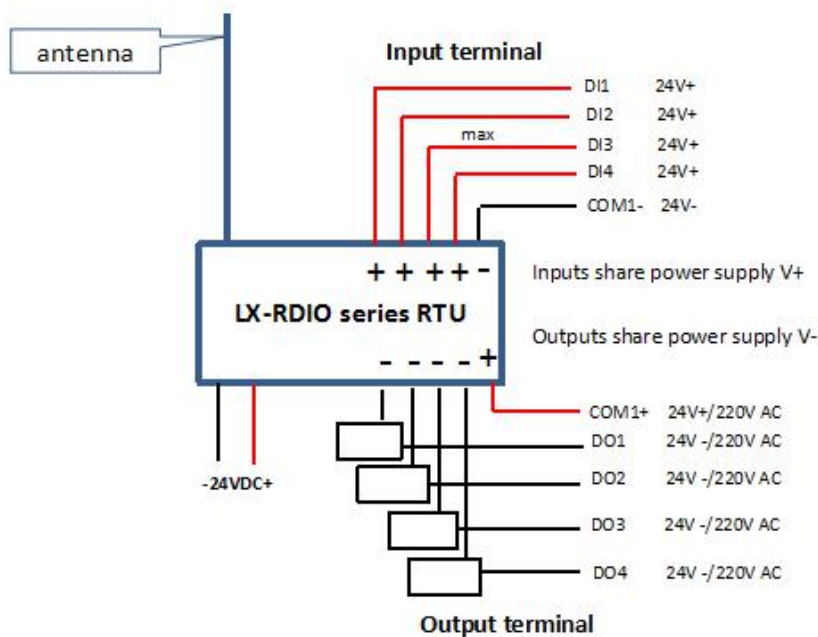 antenna
Input terminal
DI1 24V+
DI2 24V+
max
DI3 24V+
DI4 24V+
COM1- 24V-
+ + + + -
Inputs share power supply V+
LX-RDIO series RTU
Outputs share power supply V-
- - - - +
COM1+ 24V+/220V AC
DO1 24V -/220V AC
-24VDC+
DO2 24V -/220V AC
DO3 24V -/220V AC
DO4 24V -/220V AC
Output terminal